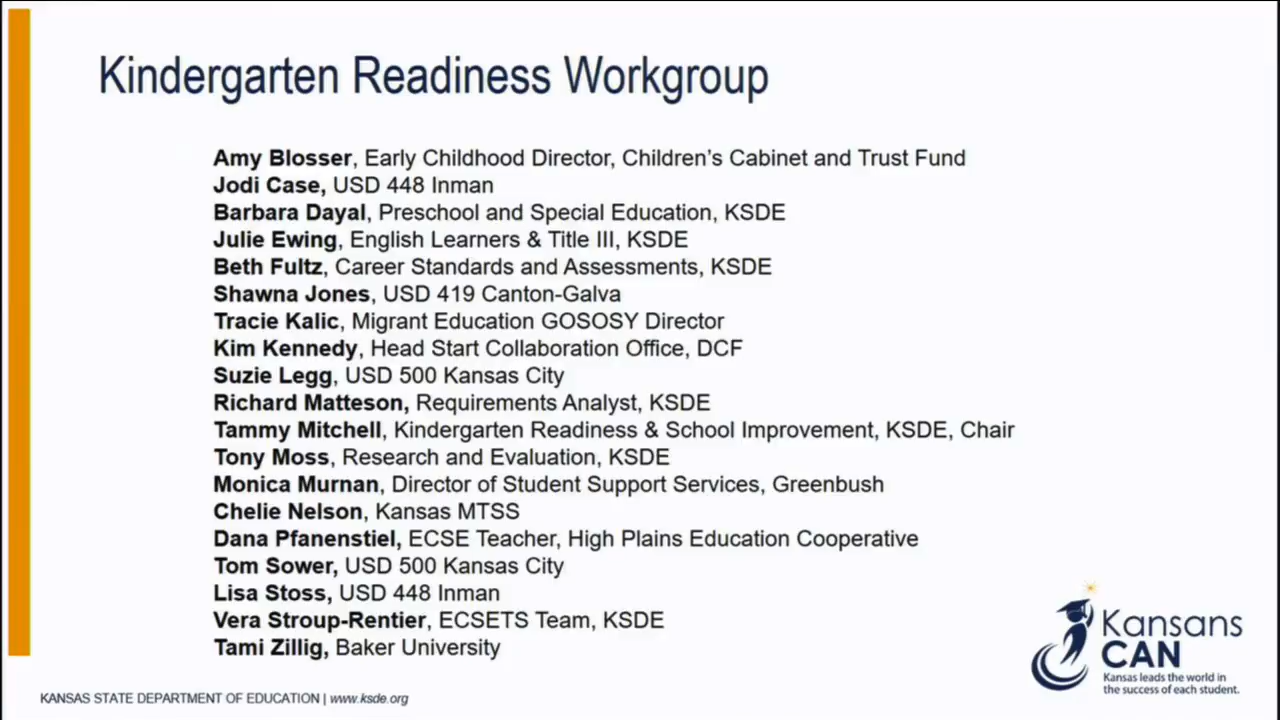 Kindergarten Readiness Workgroup
Amy Blosser, Early Childhood Director, Children's Cabinet and Trust Fund
Jodi Case, USD 448 Inman
Barbara Dayal, Preschool and Special Education, KSDE
Julie Ewing, English Learners & Title III, KSDE
Beth Fultz, Career Standards and Assessments, KSDE
Shawna Jones, USD 419 Canton-Galva
Tracie Kalic, Migrant Education GOSOSY Director
Kim Kennedy, Head Start Collaboration Office, DCF
Suzie Legg, USD 500 Kansas City
Richard Matteson, Requirements Analyst, KSDE
Tammy Mitchell, Kindergarten Readiness & School Improvement, KSDE, Chair
Tony Moss, Research and Evaluation, KSDE
Monica Murnan, Director of Student Support Services, Greenbush
Chelie Nelson, Kansas MTSS
Dana Pfanenstiel, ECSE Teacher, High Plains Education Cooperative
Tom Sower, USD 500 Kansas City
Lisa Stoss, USD 448 Inman
Vera Stroup-Rentier, ECSETS Team, KSDE
Tami Zillig, Baker University
Kansans
CAN
Kansas leads the world in
the success of each student.
KANSAS STATE DEPARTMENT OF EDUCATION | www.ksde.org